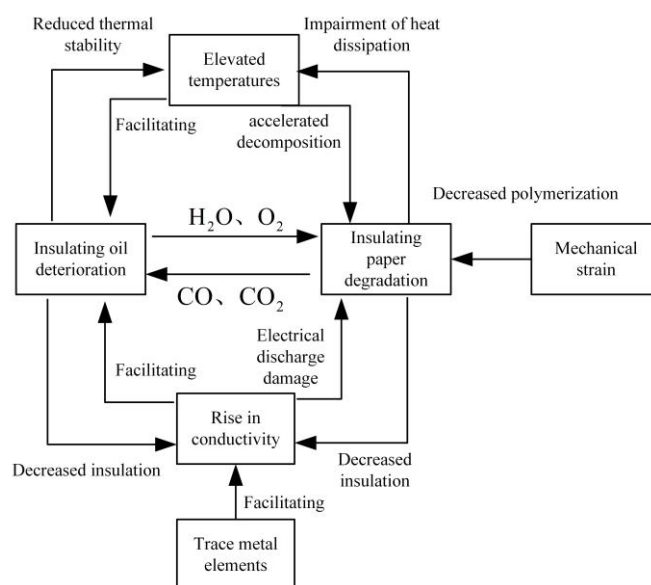 Reduced thermal
stability
Impairment of heat
dissipation
Elevated
temperatures
Facilitating
accelerated
decomposition
Decreased polymerization
H₂O、O₂
Insulating oil
deterioration
Insulating
paper
degradation
Mechanical
strain
CO、CO₂
Electrical
discharge
damage
Facilitating
Rise in
conductivity
Decreased insulation
Decreased
insulation
Facilitating
Trace metal
elements